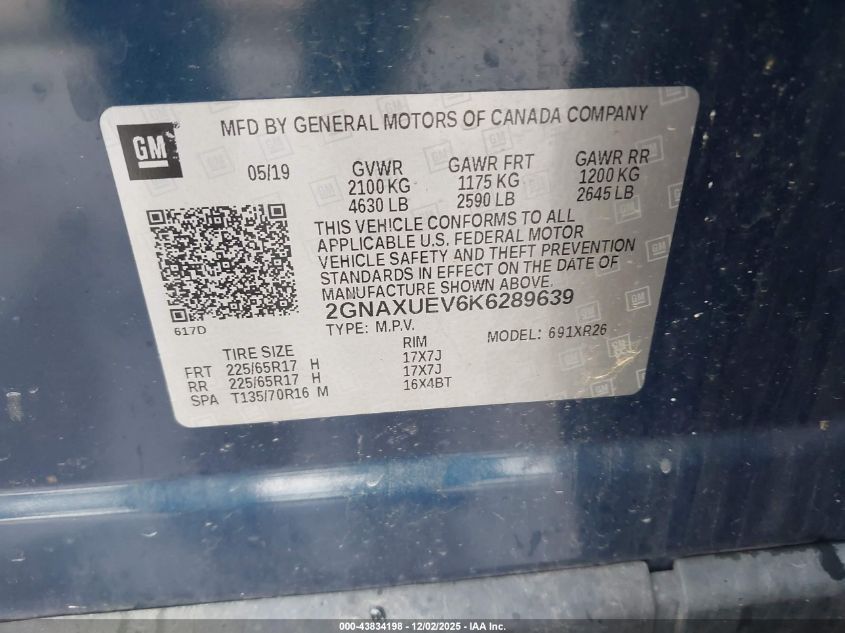 GM
MFD BY GENERAL MOTORS OF CANADA COMPANY
05/19 GVWR GAWR FRT GAWR RR
2100 KG 1175 KG 1200 KG
4630 LB 2590 LB 2645 LB
THIS VEHICLE CONFORMS TO ALL
APPLICABLE U.S. FEDERAL MOTOR
VEHICLE SAFETY AND THEFT PREVENTION
STANDARDS IN EFFECT ON THE DATE OF
MANUFACTURE SHOWN ABOVE.
2GNAXUEV6K6289639
617D
TYPE: M.P.V. MODEL: 691XR26
TIRE SIZE RIM
FRT 225/65R17 H 17X7J
RR 225/65R17 H 17X7J
SPA T135/70R16 M 16X4BT
000-43834198 - 12/02/2025 - IAA Inc.